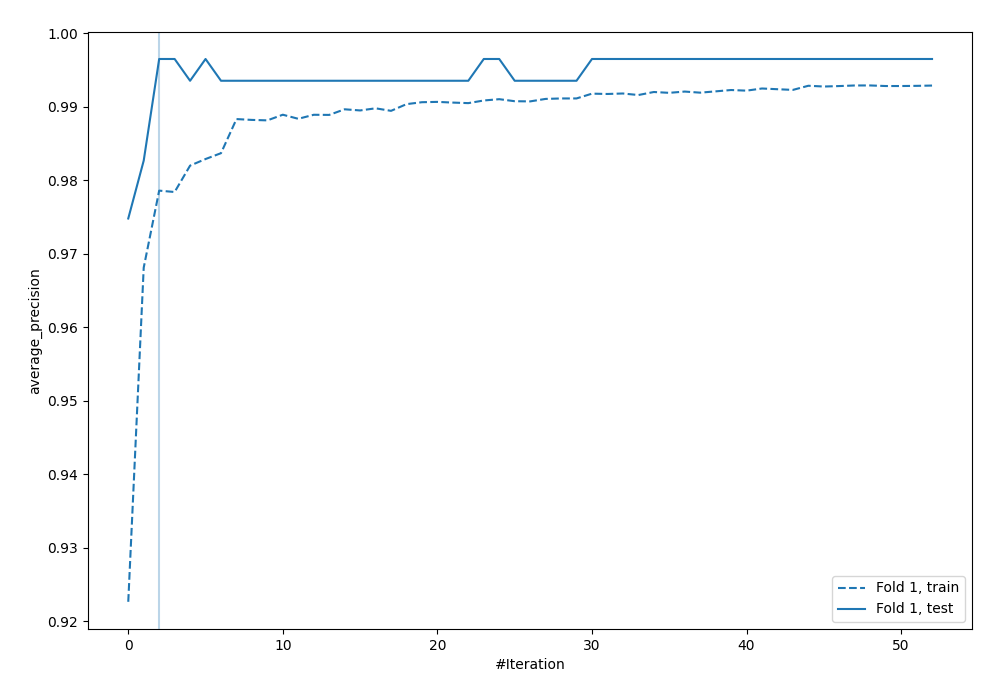 1.00
0.99
0.98
0.97
0.96
0.95
0.94
0.93
0.92
average_precision
0 10 20 30 40 50
#Iteration
Fold 1, train
Fold 1, test